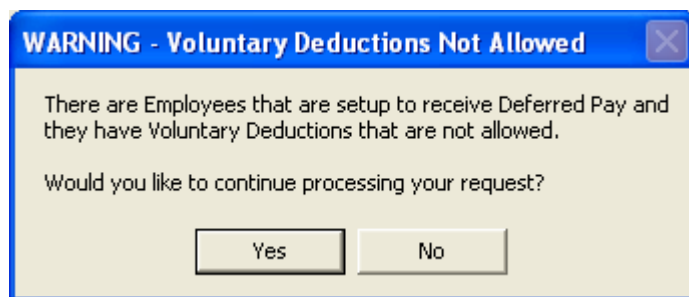 WARNING - Voluntary Deductions Not Allowed
There are Employees that are setup to receive Deferred Pay and
they have Voluntary Deductions that are not allowed.
Would you like to continue processing your request?
Yes
No